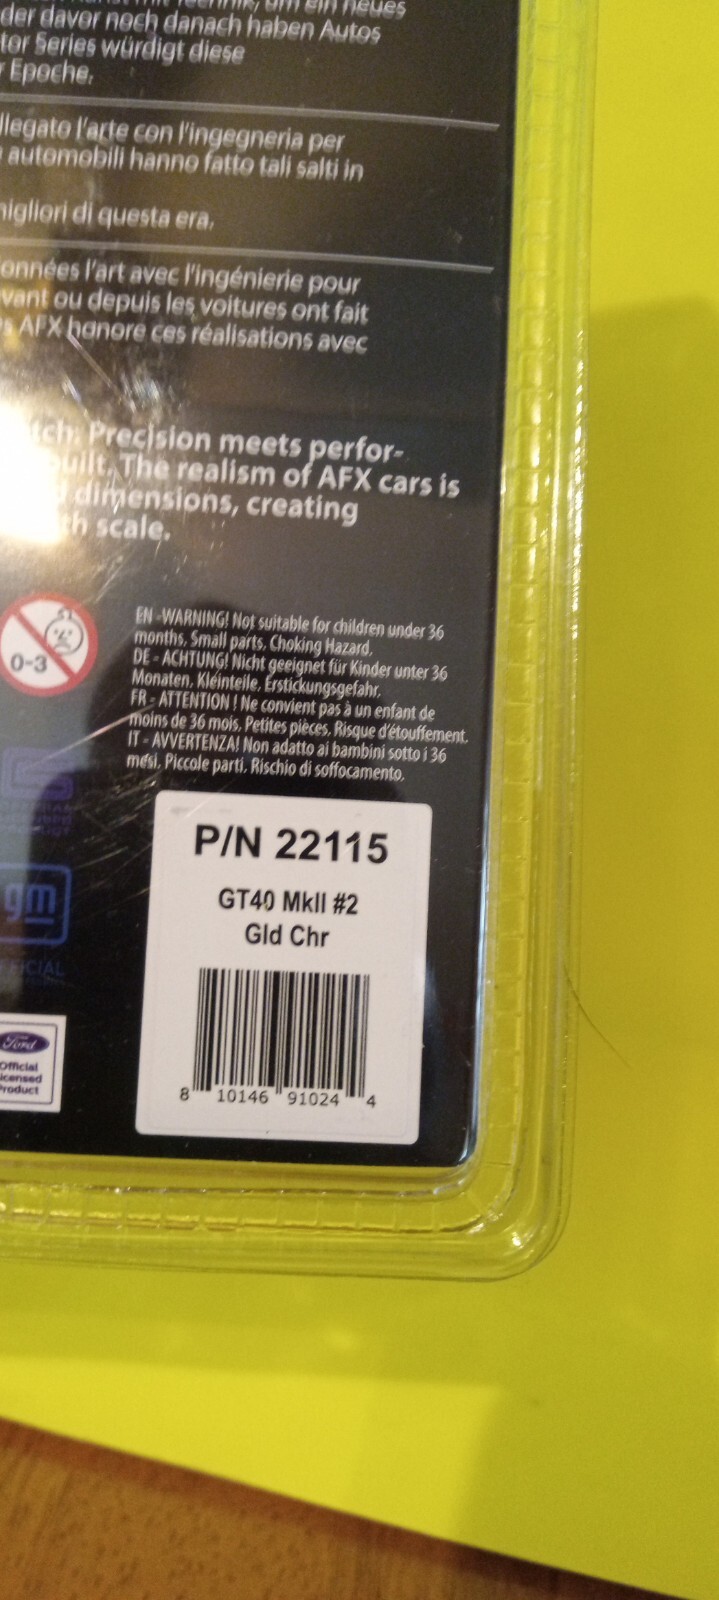 ein neues
der davor noch danach haben Autos
tor Series würdigt diese
Epoche.
llegato l'arte con l'ingegneria per
automobili hanno fatto tali salti in
migliori di questa era.
onnées l'art avec l'ingénierie pour
vant ou depuis les voitures ont fait
AFX honore ces réalisations avec
tch: Precision meets perfor-
built. The realism of AFX cars is
dimensions, creating
th scale.
0-3
EN -WARNING! Not suitable for children under 36
months. Small parts. Choking Hazard.
DE - ACHTUNG! Nicht geeignet für Kinder unter 36
Monaten. Kleinteile. Erstickungsgefahr.
FR - ATTENTION ! Ne convient pas à un enfant de
moins de 36 mois. Petites pièces. Risque d'étouffement.
IT - AVVERTENZA! Non adatto ai bambini sotto i 36
mesi. Piccole parti. Rischio di soffocamento.
gm
Ford
Official
Licensed
Product
P/N 22115
GT40 MkII #2
Gld Chr
8 10146 91024 4